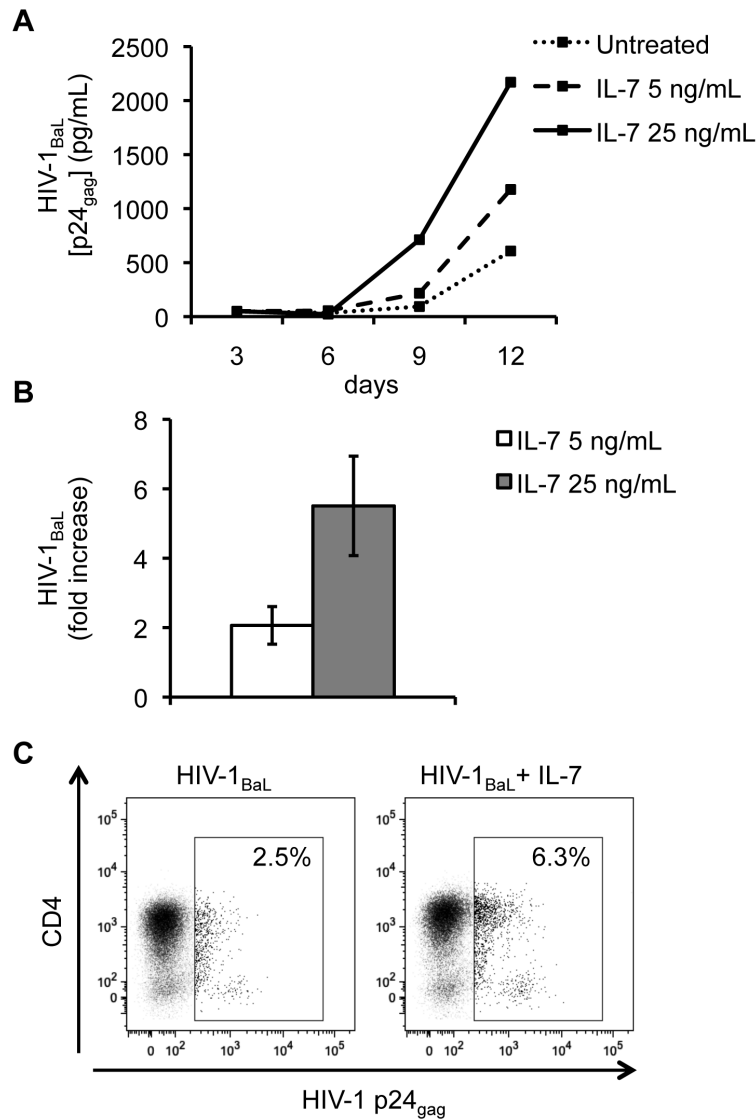 A
HIV-1BaL
[p24gag] (pg/mL)
2500
2000
1500
1000
500
0
3 6 9 12
days
Untreated
IL-7 5 ng/mL
IL-7 25 ng/mL
B
HIV-1BaL
(fold increase)
8
6
4
2
0
IL-7 5 ng/mL
IL-7 25 ng/mL
C
HIV-1BaL
HIV-1BaL + IL-7
CD4
10^5
10^4
10^3
10^2
0
2.5%
0 10^2 10^3 10^4 10^5
10^5
10^4
10^3
10^2
0
6.3%
0 10^2 10^3 10^4 10^5
HIV-1 p24gag